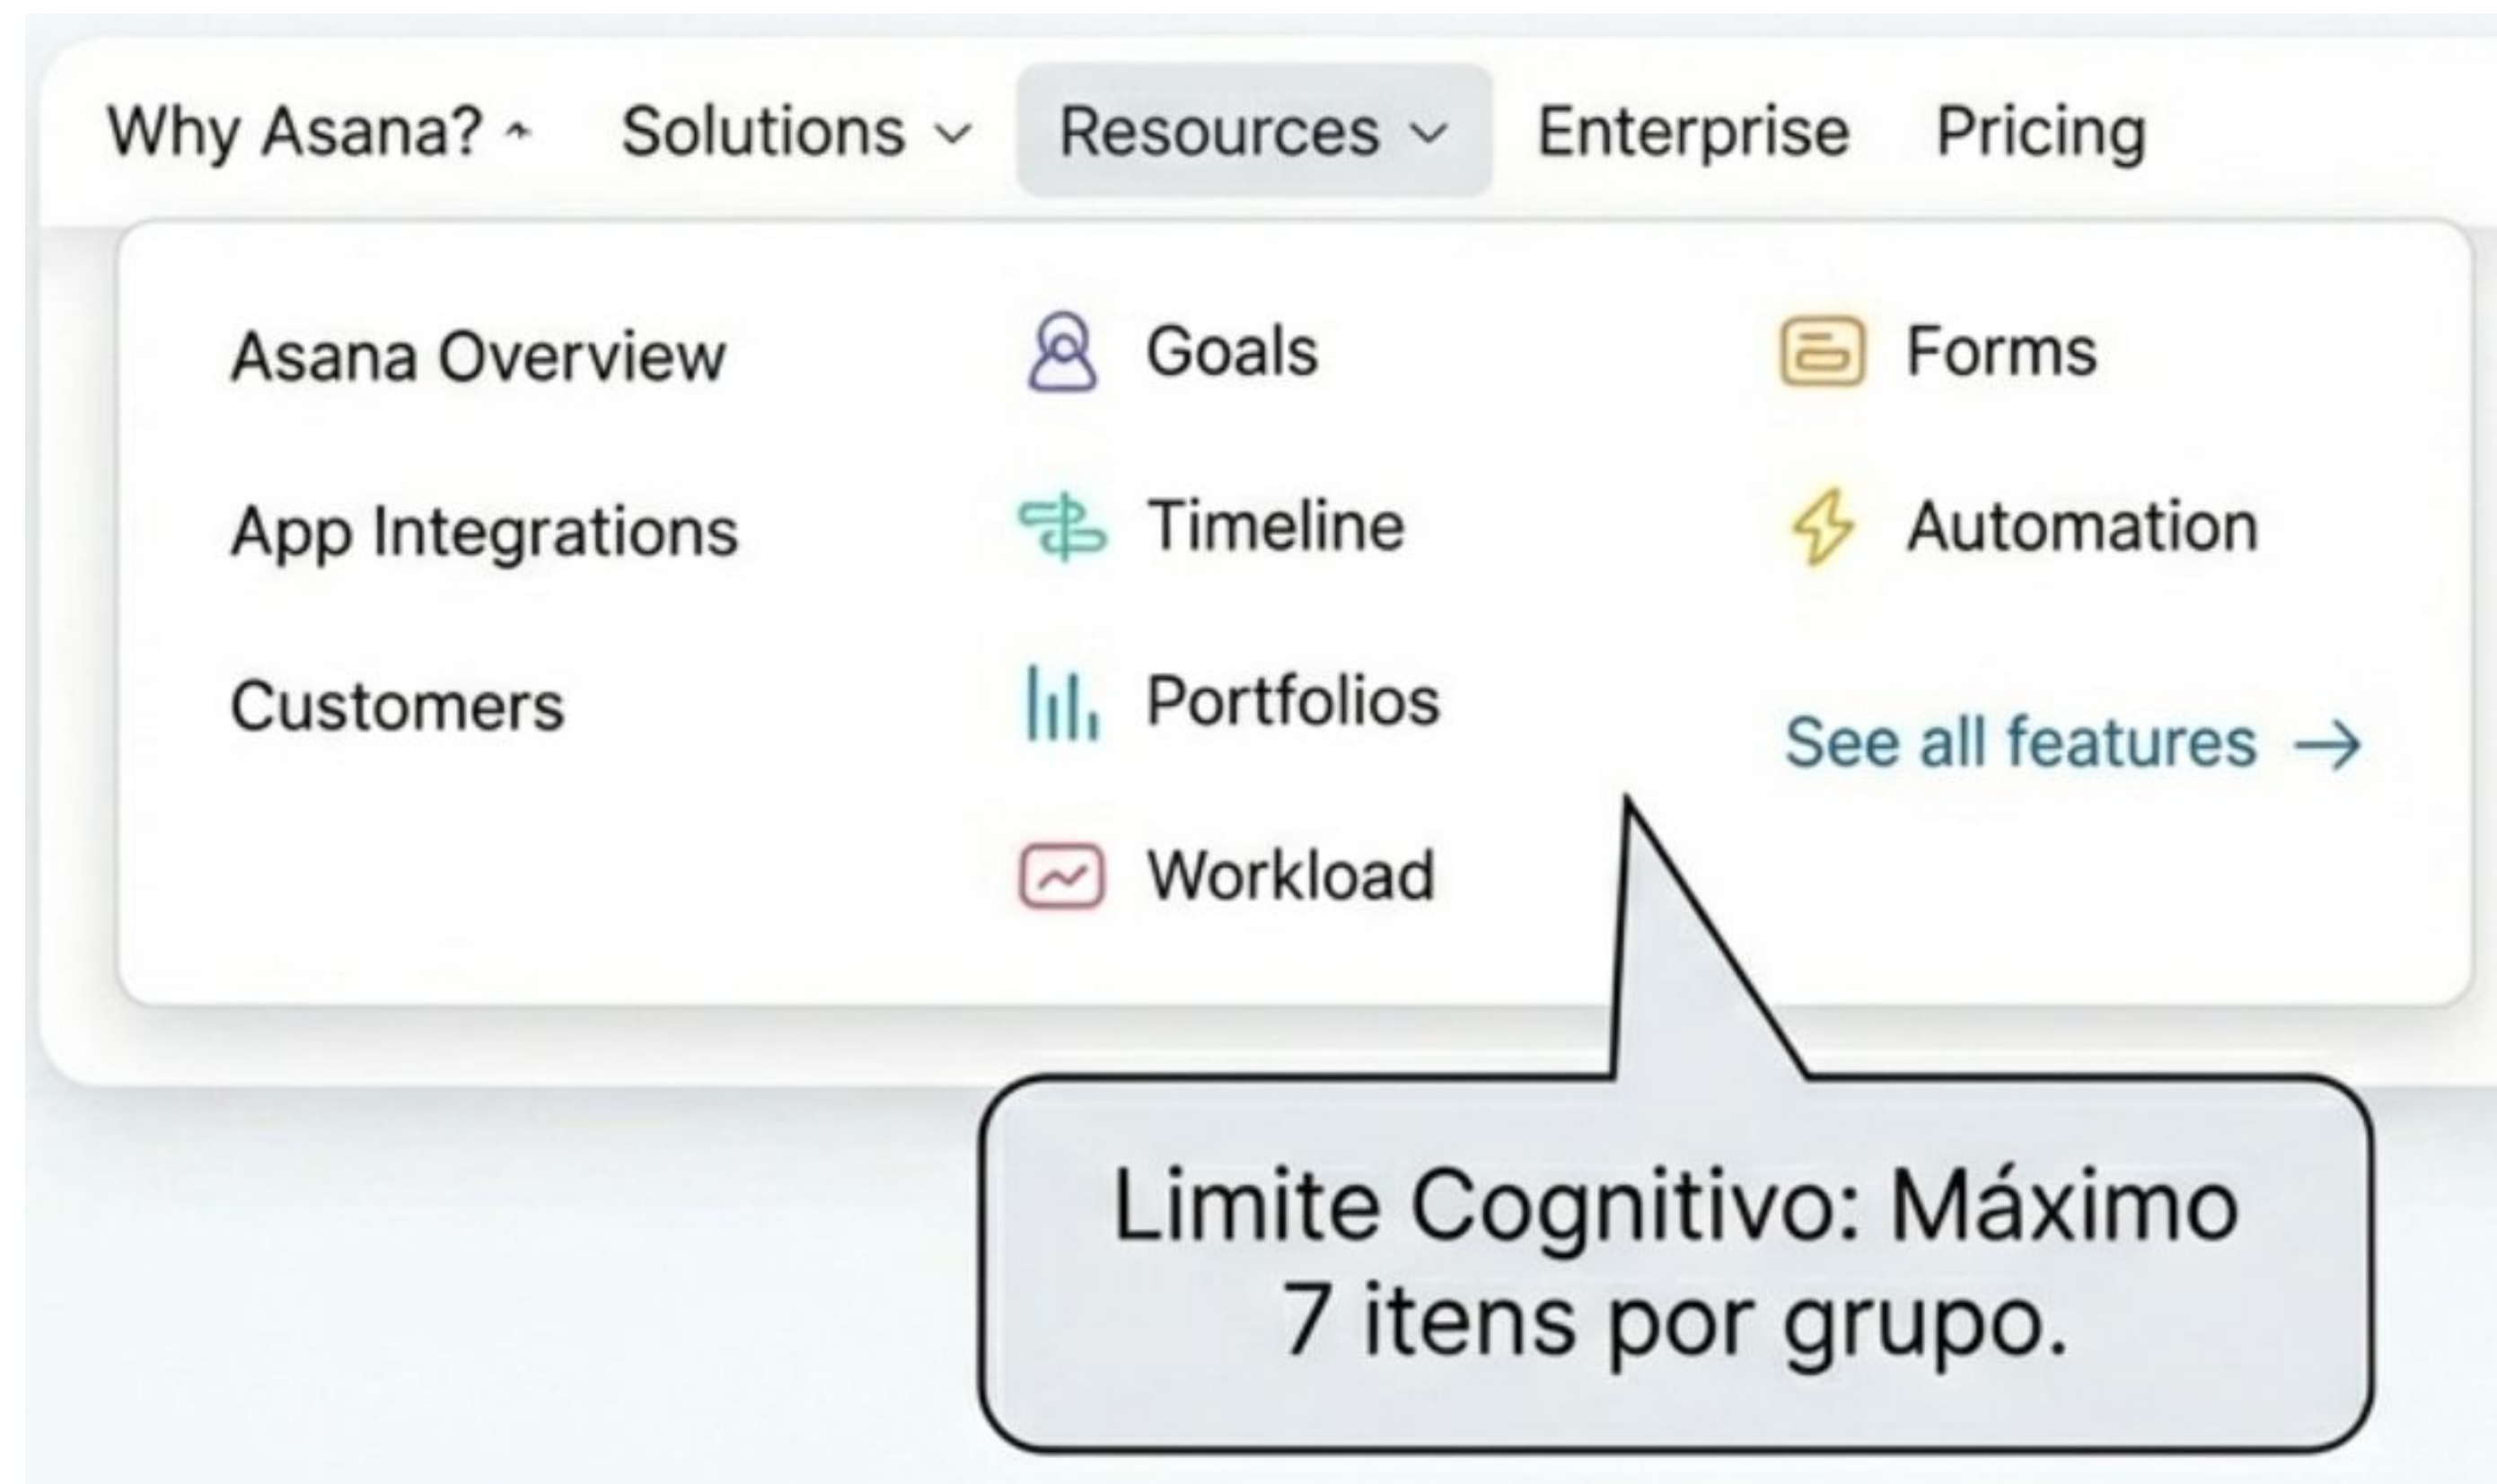 Why Asana? Solutions Resources Enterprise Pricing
Asana Overview
App Integrations
Customers
Goals
Timeline
Portfolios
Workload
Forms
Automation
See all features →
Limite Cognitivo: Máximo
7 itens por grupo.